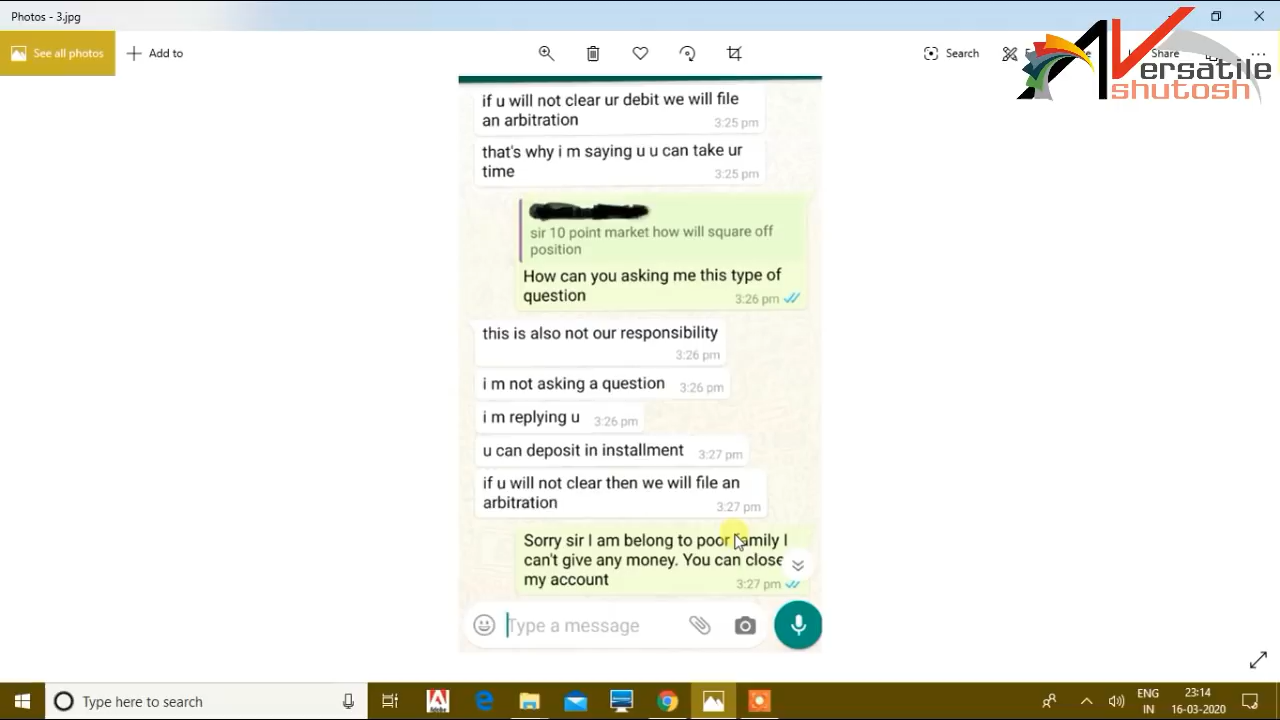 Photos - 3.jpg
See all photos
Add to
Search
Share
Versatile
shutosh
if u will not clear ur debit we will file
an arbitration
3:25 pm
that's why i m saying u u can take ur
time
3:25 pm
sir 10 point market how will square off
position
How can you asking me this type of
question
3:26 pm
this is also not our responsibility
3:26 pm
i m not asking a question 3:26 pm
i m replying u 3:26 pm
u can deposit in installment 3:27 pm
if u will not clear then we will file an
arbitration
3:27 pm
Sorry sir I am belong to poor family I
can't give any money. You can close
my account
3:27 pm
Type a message
Type here to search
Adobe
ENG
IN
23:14
16-03-2020